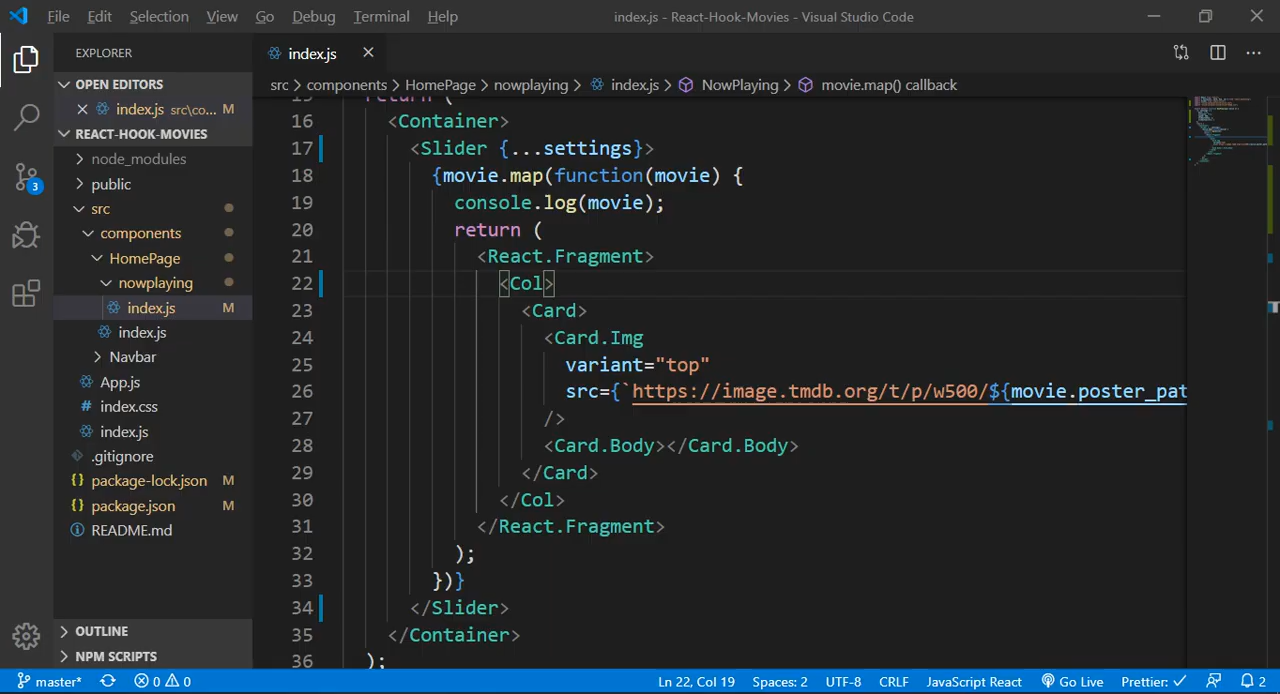 File Edit Selection View Go Debug Terminal Help
index.js - React-Hook-Movies - Visual Studio Code
EXPLORER
OPEN EDITORS
index.js src\co... M
REACT-HOOK-MOVIES
node_modules
public
src
components
HomePage
nowplaying
index.js M
index.js
Navbar
App.js
index.css
index.js
.gitignore
package-lock.json M
package.json M
README.md
OUTLINE
NPM SCRIPTS
3
index.js
src > components > HomePage > nowplaying > index.js > NowPlaying > movie.map() callback
15 return (
16 <Container>
17 <Slider {...settings}>
18 {movie.map(function(movie) {
19 console.log(movie);
20 return (
21 <React.Fragment>
22 <Col>
23 <Card>
24 <Card.Img
25 variant="top"
26 src={`https://image.tmdb.org/t/p/w500/${movie.poster_pat
27 />
28 <Card.Body></Card.Body>
29 </Card>
30 </Col>
31 </React.Fragment>
32 );
33 })}
34 </Slider>
35 </Container>
36 );
master* 0 0 Ln 22, Col 19 Spaces: 2 UTF-8 CRLF JavaScript React Go Live Prettier: ✓ 2